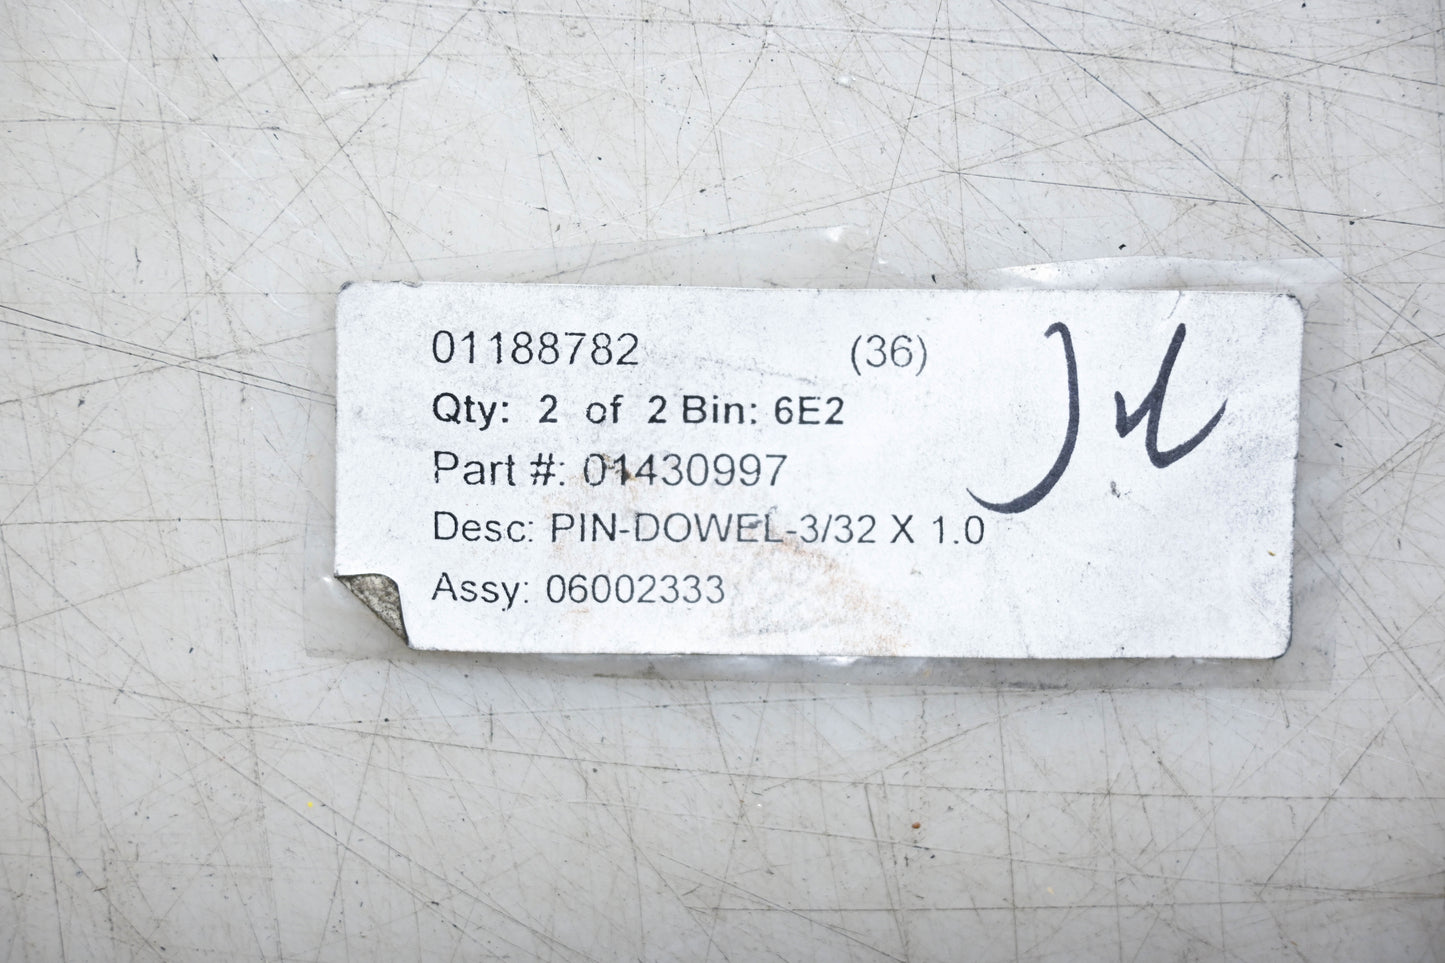 01188782 (36)
Qty: 2 of 2 Bin: 6E2
Part #: 01430997
Desc: PIN-DOWEL-3/32 X 1.0
Assy: 06002333